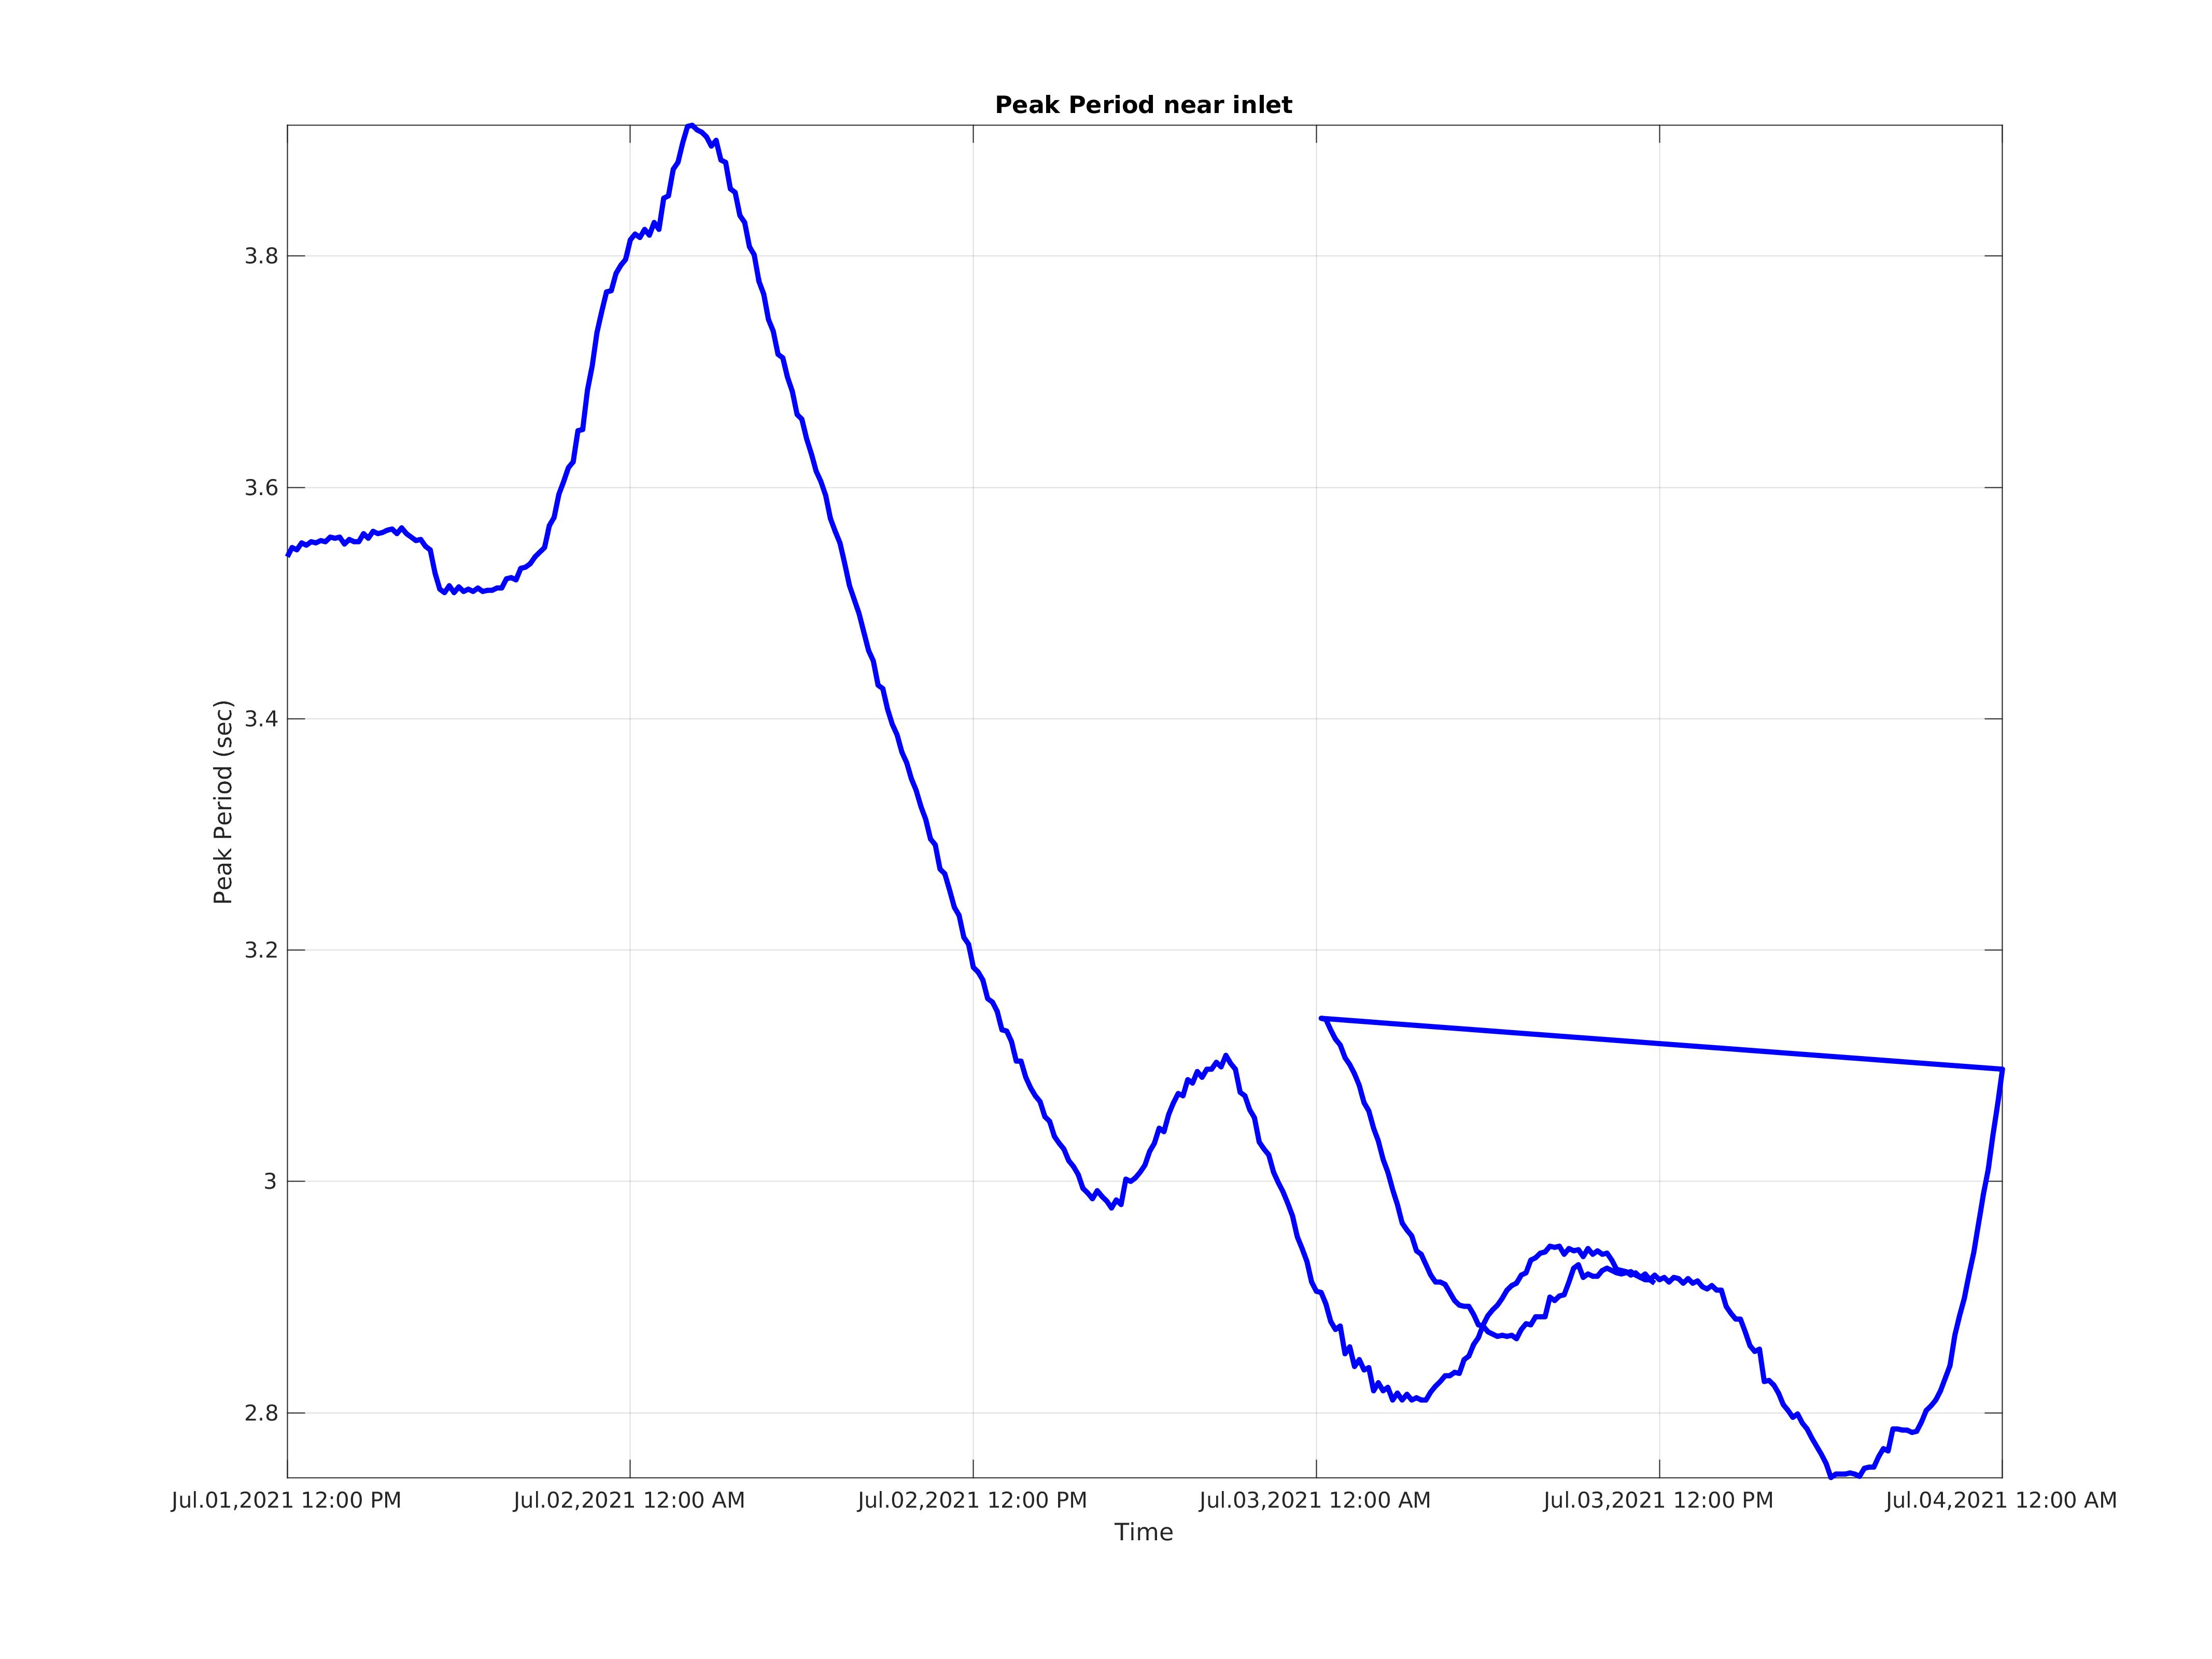 Peak Period near inlet
3.8
3.6
3.4
3.2
3
2.8
Peak Period (sec)
Jul.01,2021 12:00 PM
Jul.02,2021 12:00 AM
Jul.02,2021 12:00 PM
Jul.03,2021 12:00 AM
Jul.03,2021 12:00 PM
Jul.04,2021 12:00 AM
Time